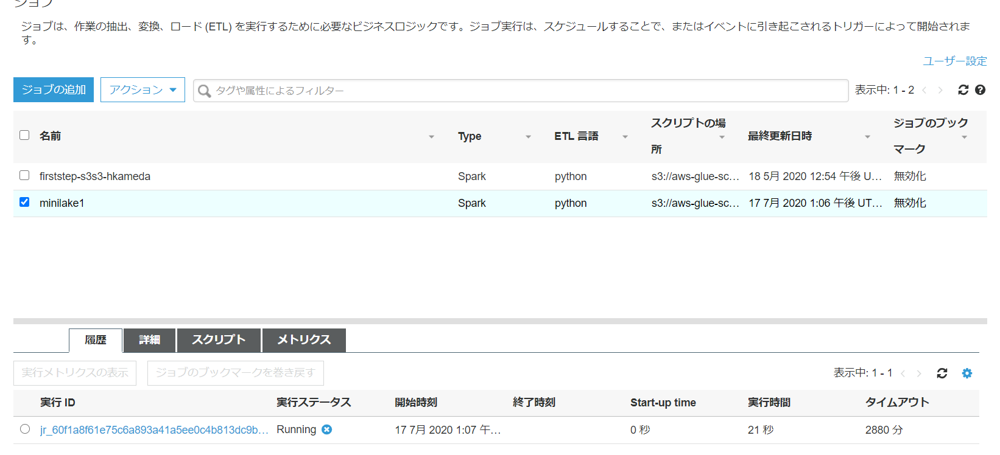 ジョブ
ジョブは、作業の抽出、変換、ロード (ETL) を実行するために必要なビジネスロジックです。ジョブ実行は、スケジュールすることで、またはイベントに引き起こされるトリガーによって開始されま
す。
ユーザー設定
ジョブの追加 アクション タグや属性によるフィルター 表示中: 1 - 2
名前 Type ETL 言語 スクリプトの場所 最終更新日時 ジョブのブックマーク
firststep-s3s3-hkameda Spark python s3://aws-glue-sc... 18 5月 2020 12:54 午後 U... 無効化
minilake1 Spark python s3://aws-glue-sc... 17 7月 2020 1:06 午後 UT... 無効化
履歴 詳細 スクリプト メトリクス
実行メトリクスの表示 ジョブのブックマークを巻き戻す 表示中: 1 - 1
実行 ID 実行ステータス 開始時刻 終了時刻 Start-up time 実行時間 タイムアウト
jr_60f1a8f61e75c6a893a41a5ee0c4b813dc9b... Running 17 7月 2020 1:07 午... 0 秒 21 秒 2880 分